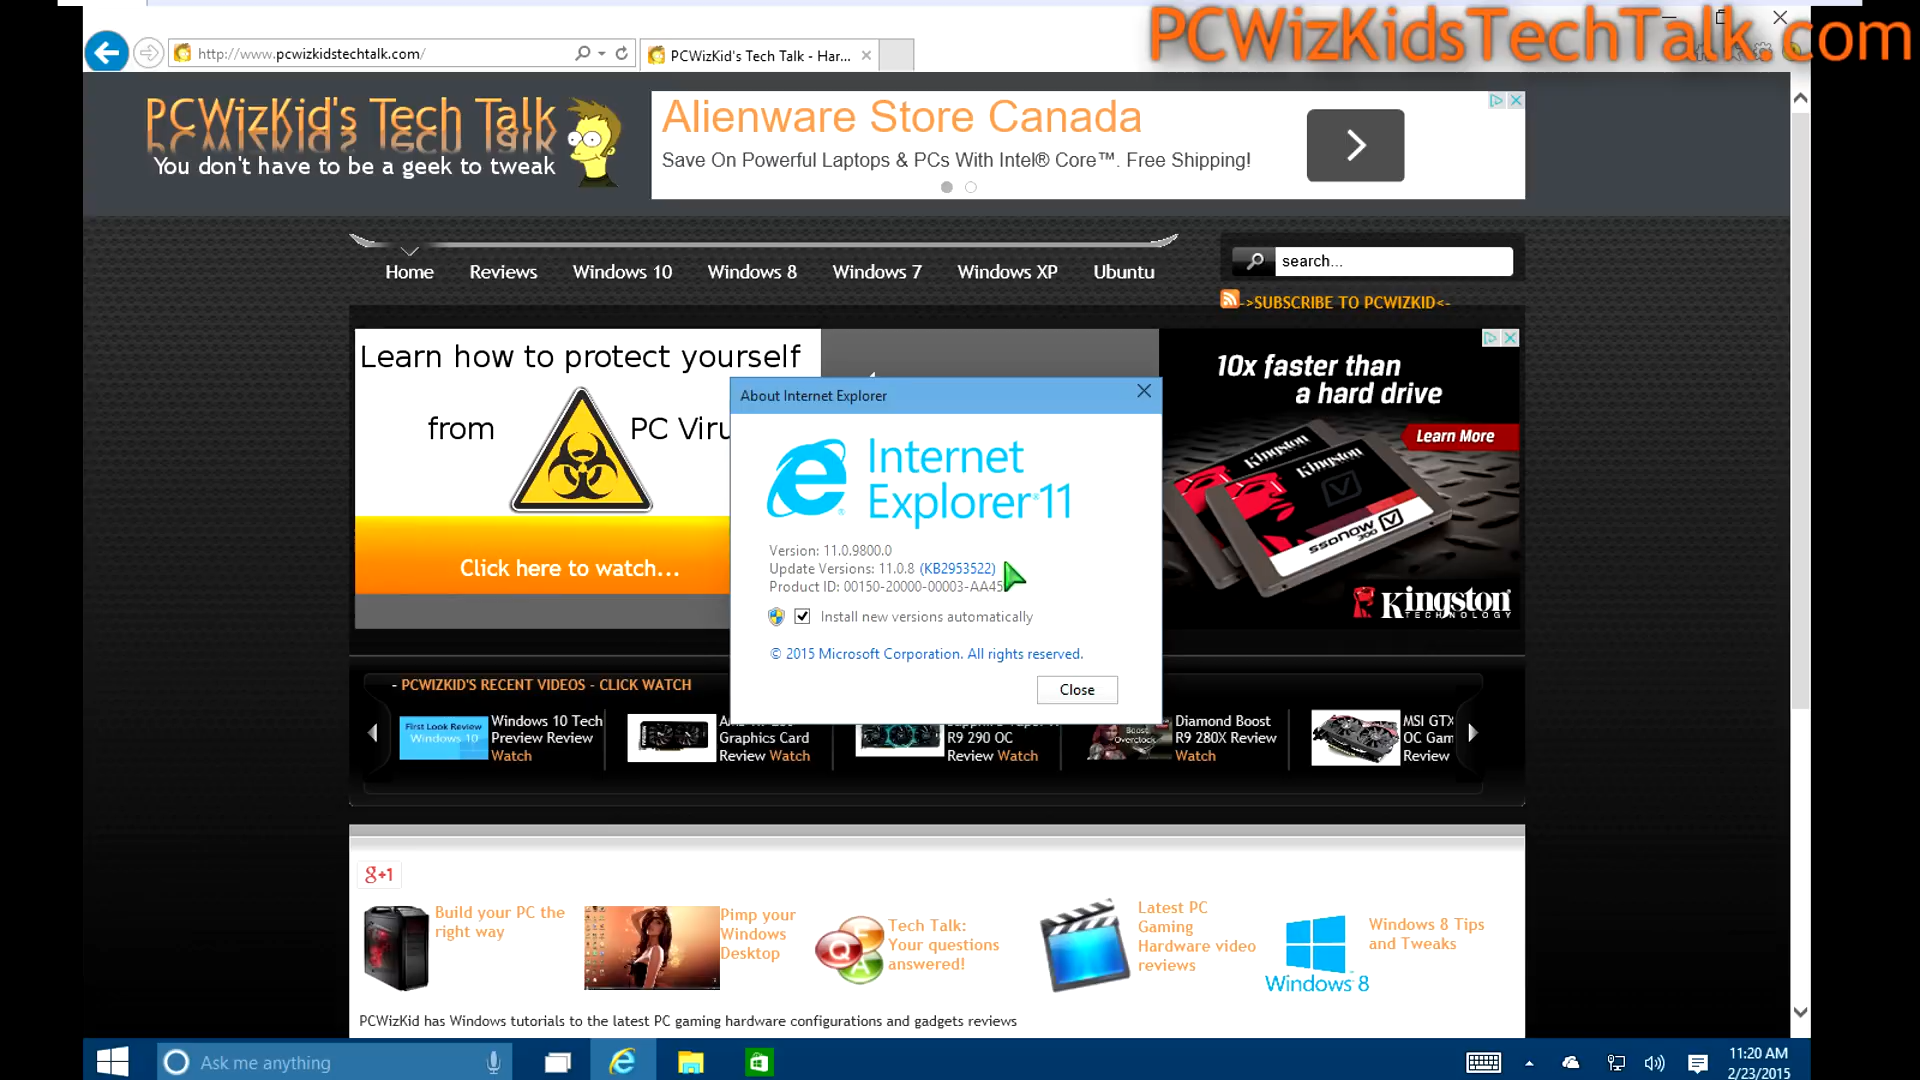 PCWizKidsTechTalk.com
http://www.pcwizkidstechtalk.com/
PCWizKid's Tech Talk - Har...
PCWizKid's Tech Talk
You don't have to be a geek to tweak
Alienware Store Canada
Save On Powerful Laptops & PCs With Intel® Core™. Free Shipping!
Home Reviews Windows 10 Windows 8 Windows 7 Windows XP Ubuntu
search...
->SUBSCRIBE TO PCWIZKID<-
Learn how to protect yourself
from PC Viru
Click here to watch...
10x faster than
a hard drive
Learn More
Kingston
Kingston
SSDNOW V
300
Kingston
TECHNOLOGY
About Internet Explorer
Internet
Explorer®11
Version: 11.0.9800.0
Update Versions: 11.0.8 (KB2953522)
Product ID: 00150-20000-00003-AA45
Install new versions automatically
© 2015 Microsoft Corporation. All rights reserved.
Close
- PCWIZKID'S RECENT VIDEOS - CLICK WATCH
First Look Review
Windows 10
Windows 10 Tech
Preview Review
Watch
Graphics Card
Review Watch
R9 290 OC
Review Watch
Boost
Overclock
Diamond Boost
R9 280X Review
Watch
MSI GTX
OC Gam
Review
g+1
Build your PC the
right way
Pimp your
Windows
Desktop
Q
A
Tech Talk:
Your questions
answered!
Latest PC
Gaming
Hardware video
reviews
Windows 8
Windows 8 Tips
and Tweaks
PCWizKid has Windows tutorials to the latest PC gaming hardware configurations and gadgets reviews
Ask me anything
11:20 AM
2/23/2015